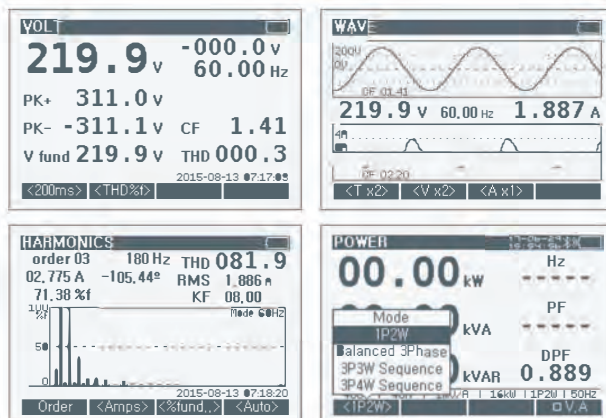 VOLT
219.9 v -000.0 v
60.00 Hz
PK+ 311.0 v
PK- -311.1 v CF 1.41
V fund 219.9 v THD 000.3
2015-08-13 07:17:09
<200ms> <THD%f>
WAVE
200V
0V
CF 01.41
219.9 v 60.00 Hz 1.887 A
4A
CF 02.20
<T x2> <V x2> <A x1>
HARMONICS
order 03 180 Hz THD 081.9
02.775 A -105.44º RMS 1.886 A
71.38 %f KF 08.00
100
%f
Mode 60HZ
50
0
2015-08-13 07:18:20
Order <Amps> <%fund..> <Auto>
POWER
00.00 kW Hz
-----
Mode
1P2W
Balanced 3Phase
3P3W Sequence
3P4W Sequence
kVA PF
-----
kVAR DPF
0.889
16kW | 1P2W | 50HZ
<1P2W> V.A